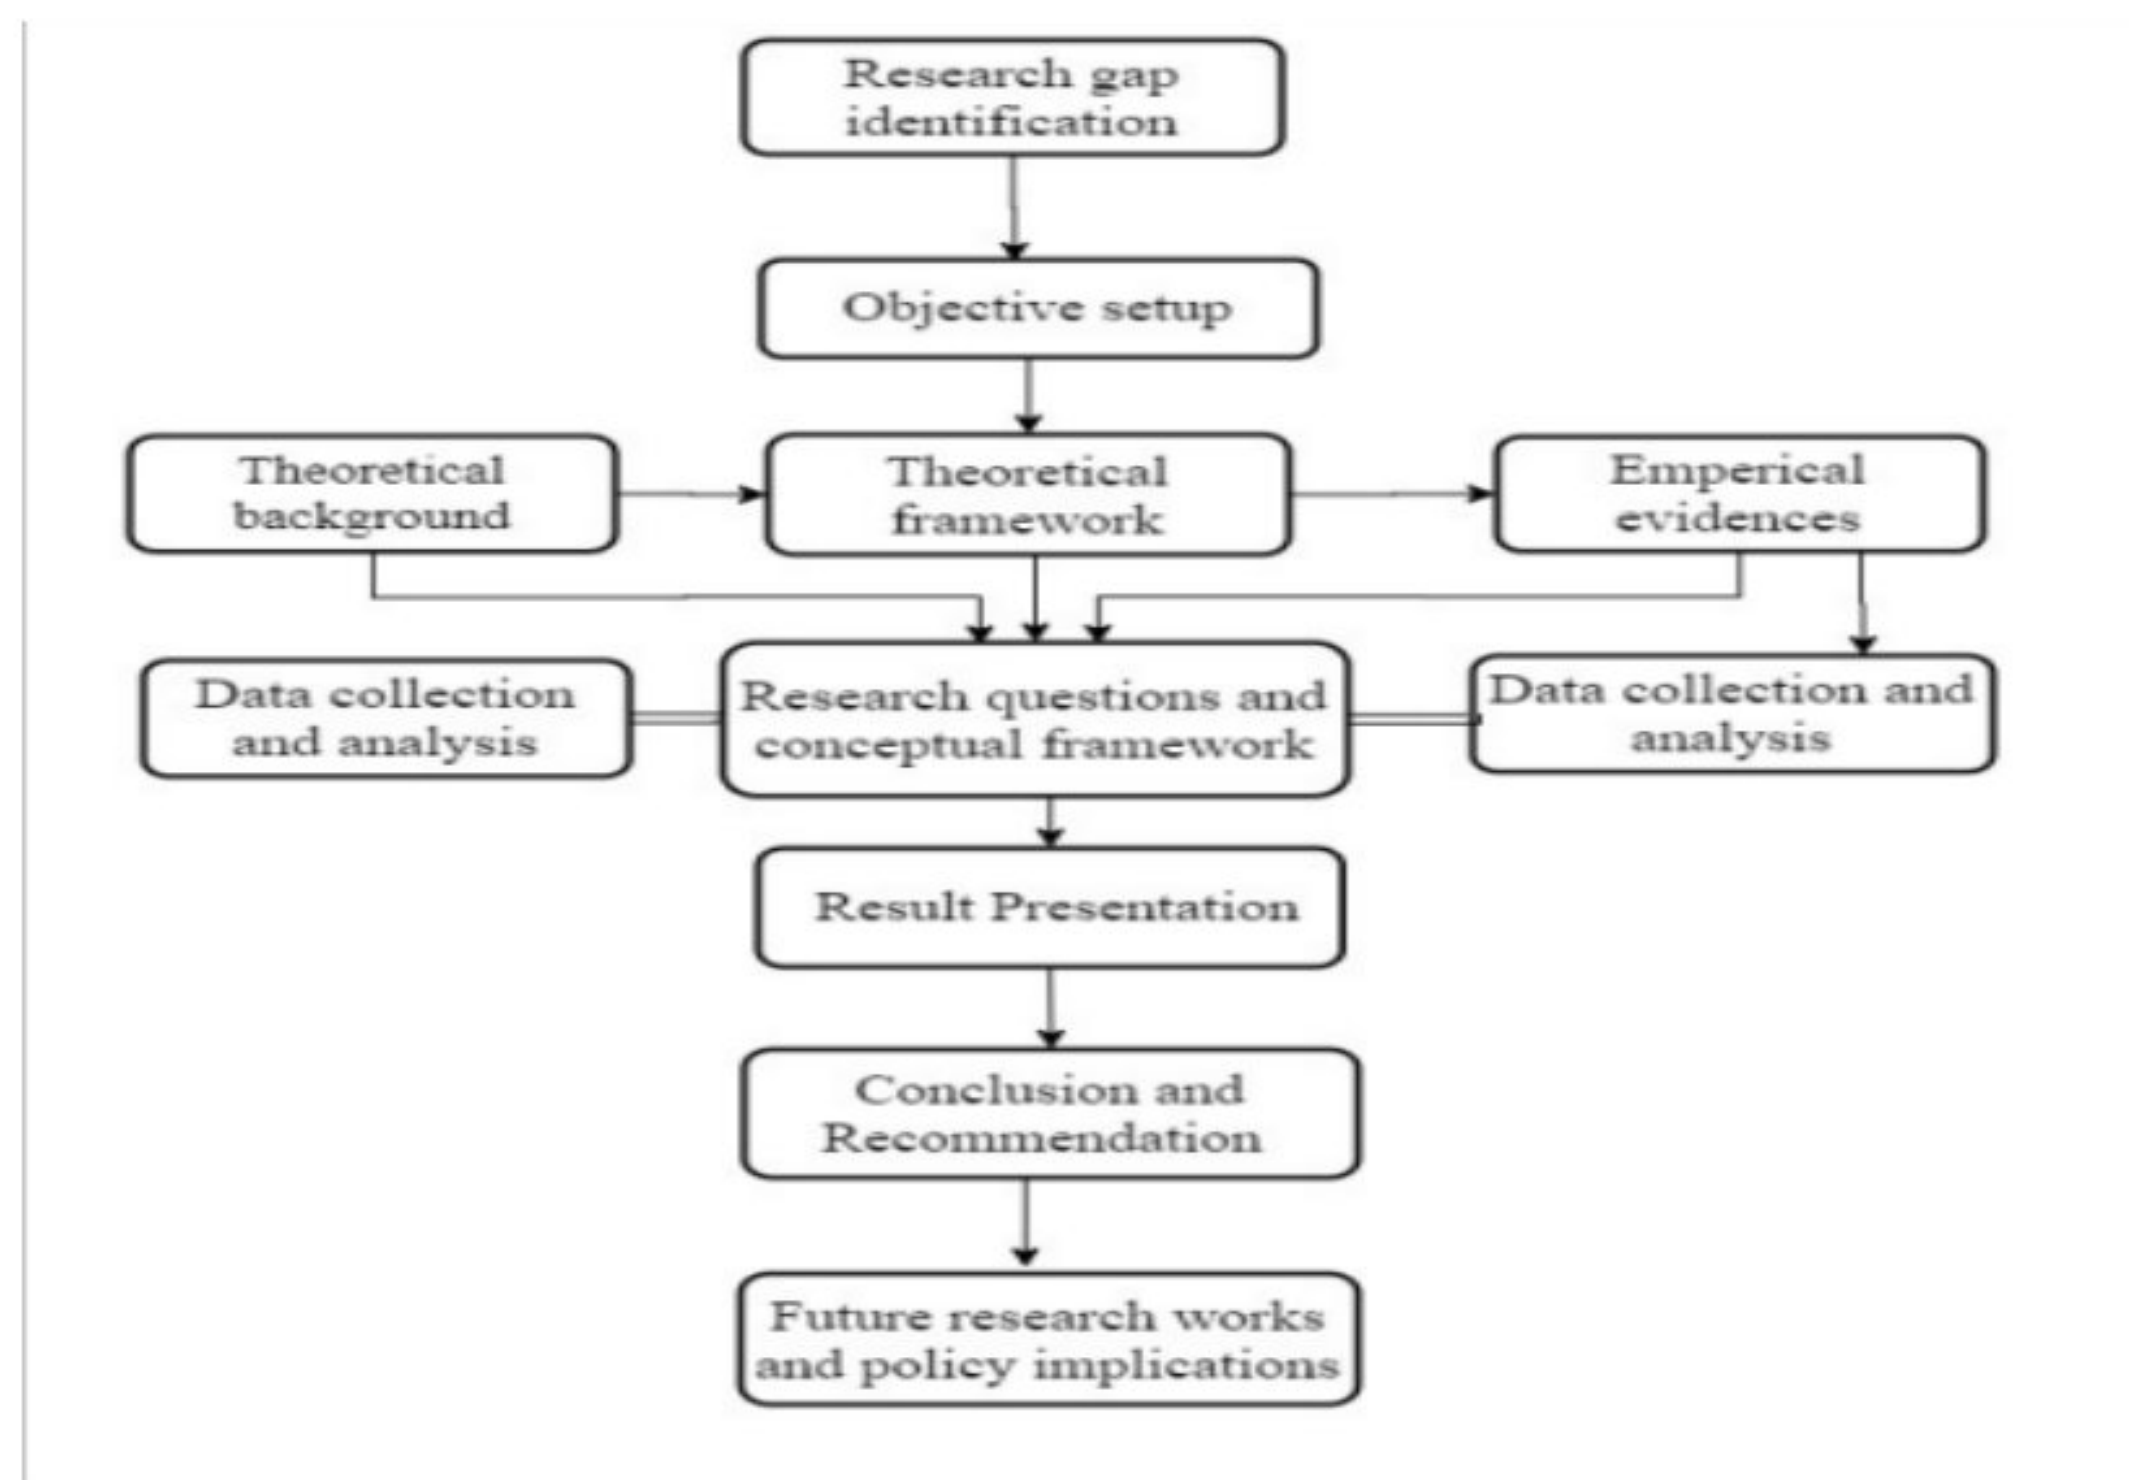 Research gap
identification
Objective setup
Theoretical
background
Theoretical
framework
Emperical
evidences
Data collection
and analysis
Research questions and
conceptual framework
Data collection and
analysis
Result Presentation
Conclusion and
Recommendation
Future research works
and policy implications